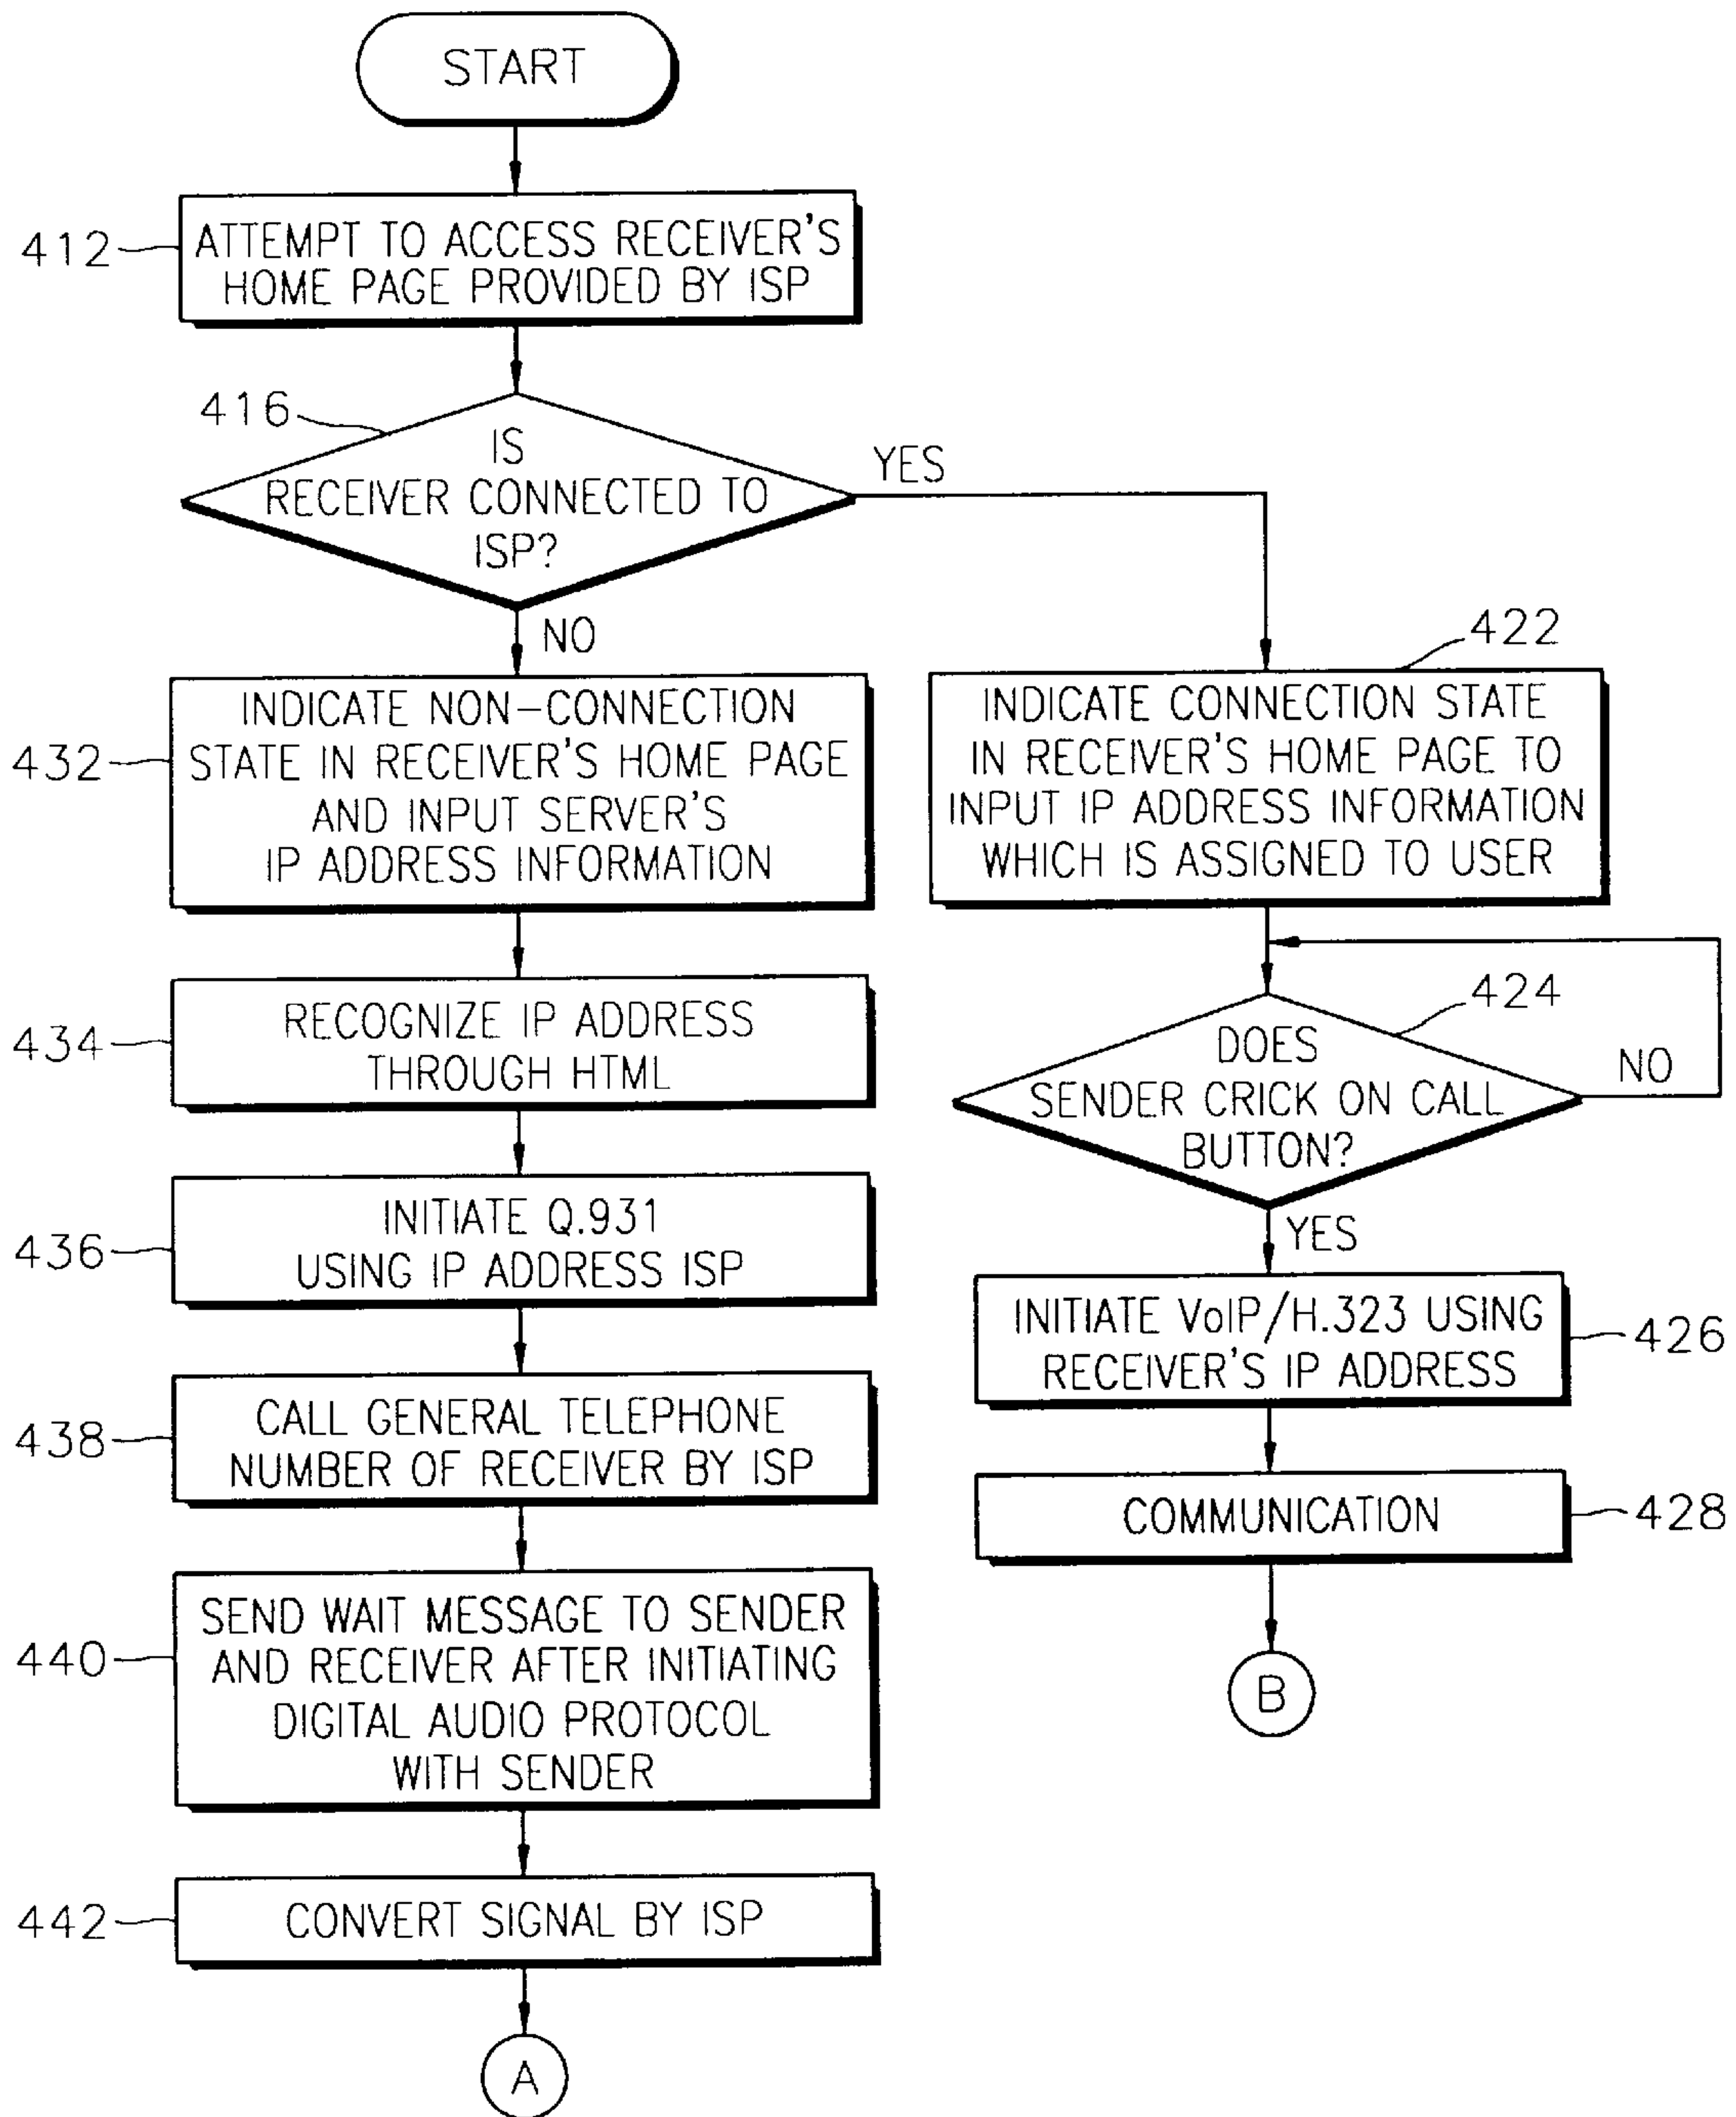 START
412
ATTEMPT TO ACCESS RECEIVER'S
HOME PAGE PROVIDED BY ISP
416
IS
RECEIVER CONNECTED TO
ISP?
YES
NO
432
INDICATE NON-CONNECTION
STATE IN RECEIVER'S HOME PAGE
AND INPUT SERVER'S
IP ADDRESS INFORMATION
434
RECOGNIZE IP ADDRESS
THROUGH HTML
436
INITIATE Q.931
USING IP ADDRESS ISP
438
CALL GENERAL TELEPHONE
NUMBER OF RECEIVER BY ISP
440
SEND WAIT MESSAGE TO SENDER
AND RECEIVER AFTER INITIATING
DIGITAL AUDIO PROTOCOL
WITH SENDER
442
CONVERT SIGNAL BY ISP
A
422
INDICATE CONNECTION STATE
IN RECEIVER'S HOME PAGE TO
INPUT IP ADDRESS INFORMATION
WHICH IS ASSIGNED TO USER
424
DOES
SENDER CRICK ON CALL
BUTTON?
NO
YES
INITIATE VoIP/H.323 USING
RECEIVER'S IP ADDRESS
426
COMMUNICATION
428
B